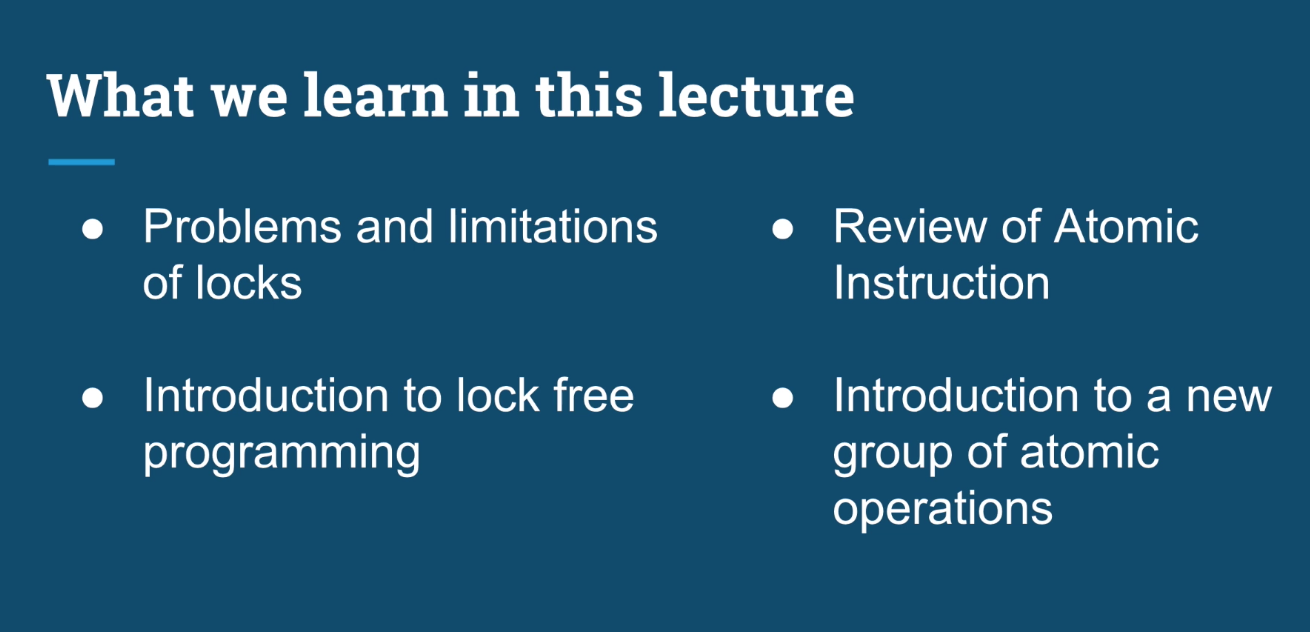 What we learn in this lecture
● Problems and limitations
of locks
● Introduction to lock free
programming
● Review of Atomic
Instruction
● Introduction to a new
group of atomic
operations